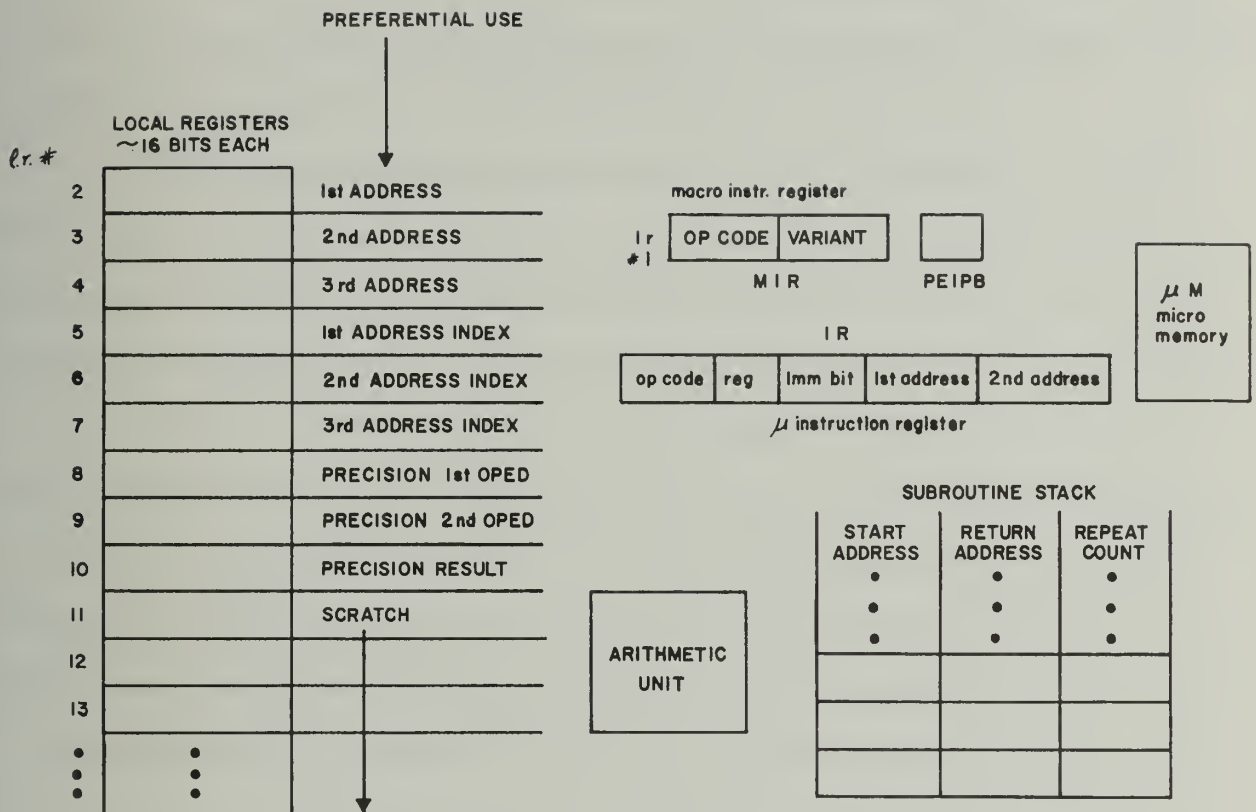 PREFERENTIAL USE
LOCAL REGISTERS
~16 BITS EACH
l.r. #
2 1st ADDRESS
3 2nd ADDRESS
4 3rd ADDRESS
5 1st ADDRESS INDEX
6 2nd ADDRESS INDEX
7 3rd ADDRESS INDEX
8 PRECISION 1st OPED
9 PRECISION 2nd OPED
10 PRECISION RESULT
11 SCRATCH
12
13
macro instr. register
lr
#1
OP CODE VARIANT
MIR PEIPB
μ M
micro
memory
IR
op code reg Imm bit 1st address 2nd address
μ instruction register
ARITHMETIC
UNIT
SUBROUTINE STACK
START
ADDRESS
RETURN
ADDRESS
REPEAT
COUNT